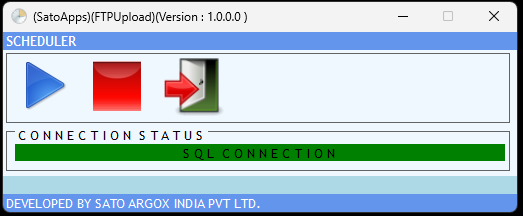 (SatoApps)(FTPUpload)(Version : 1.0.0.0 )
SCHEDULER
CONNECTION STATUS
SQL CONNECTION
DEVELOPED BY SATO ARGOX INDIA PVT LTD.